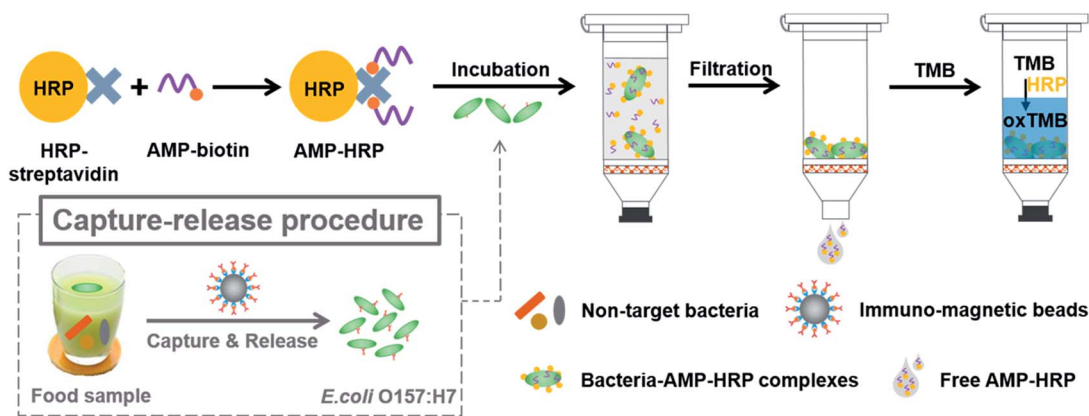 HRP
+
HRP
Incubation
Filtration
TMB
TMB
HRP
oxTMB
HRP-
streptavidin
AMP-biotin
AMP-HRP
Capture-release procedure
Capture & Release
Food sample
E.coli O157:H7
Non-target bacteria
Immuno-magnetic beads
Bacteria-AMP-HRP complexes
Free AMP-HRP